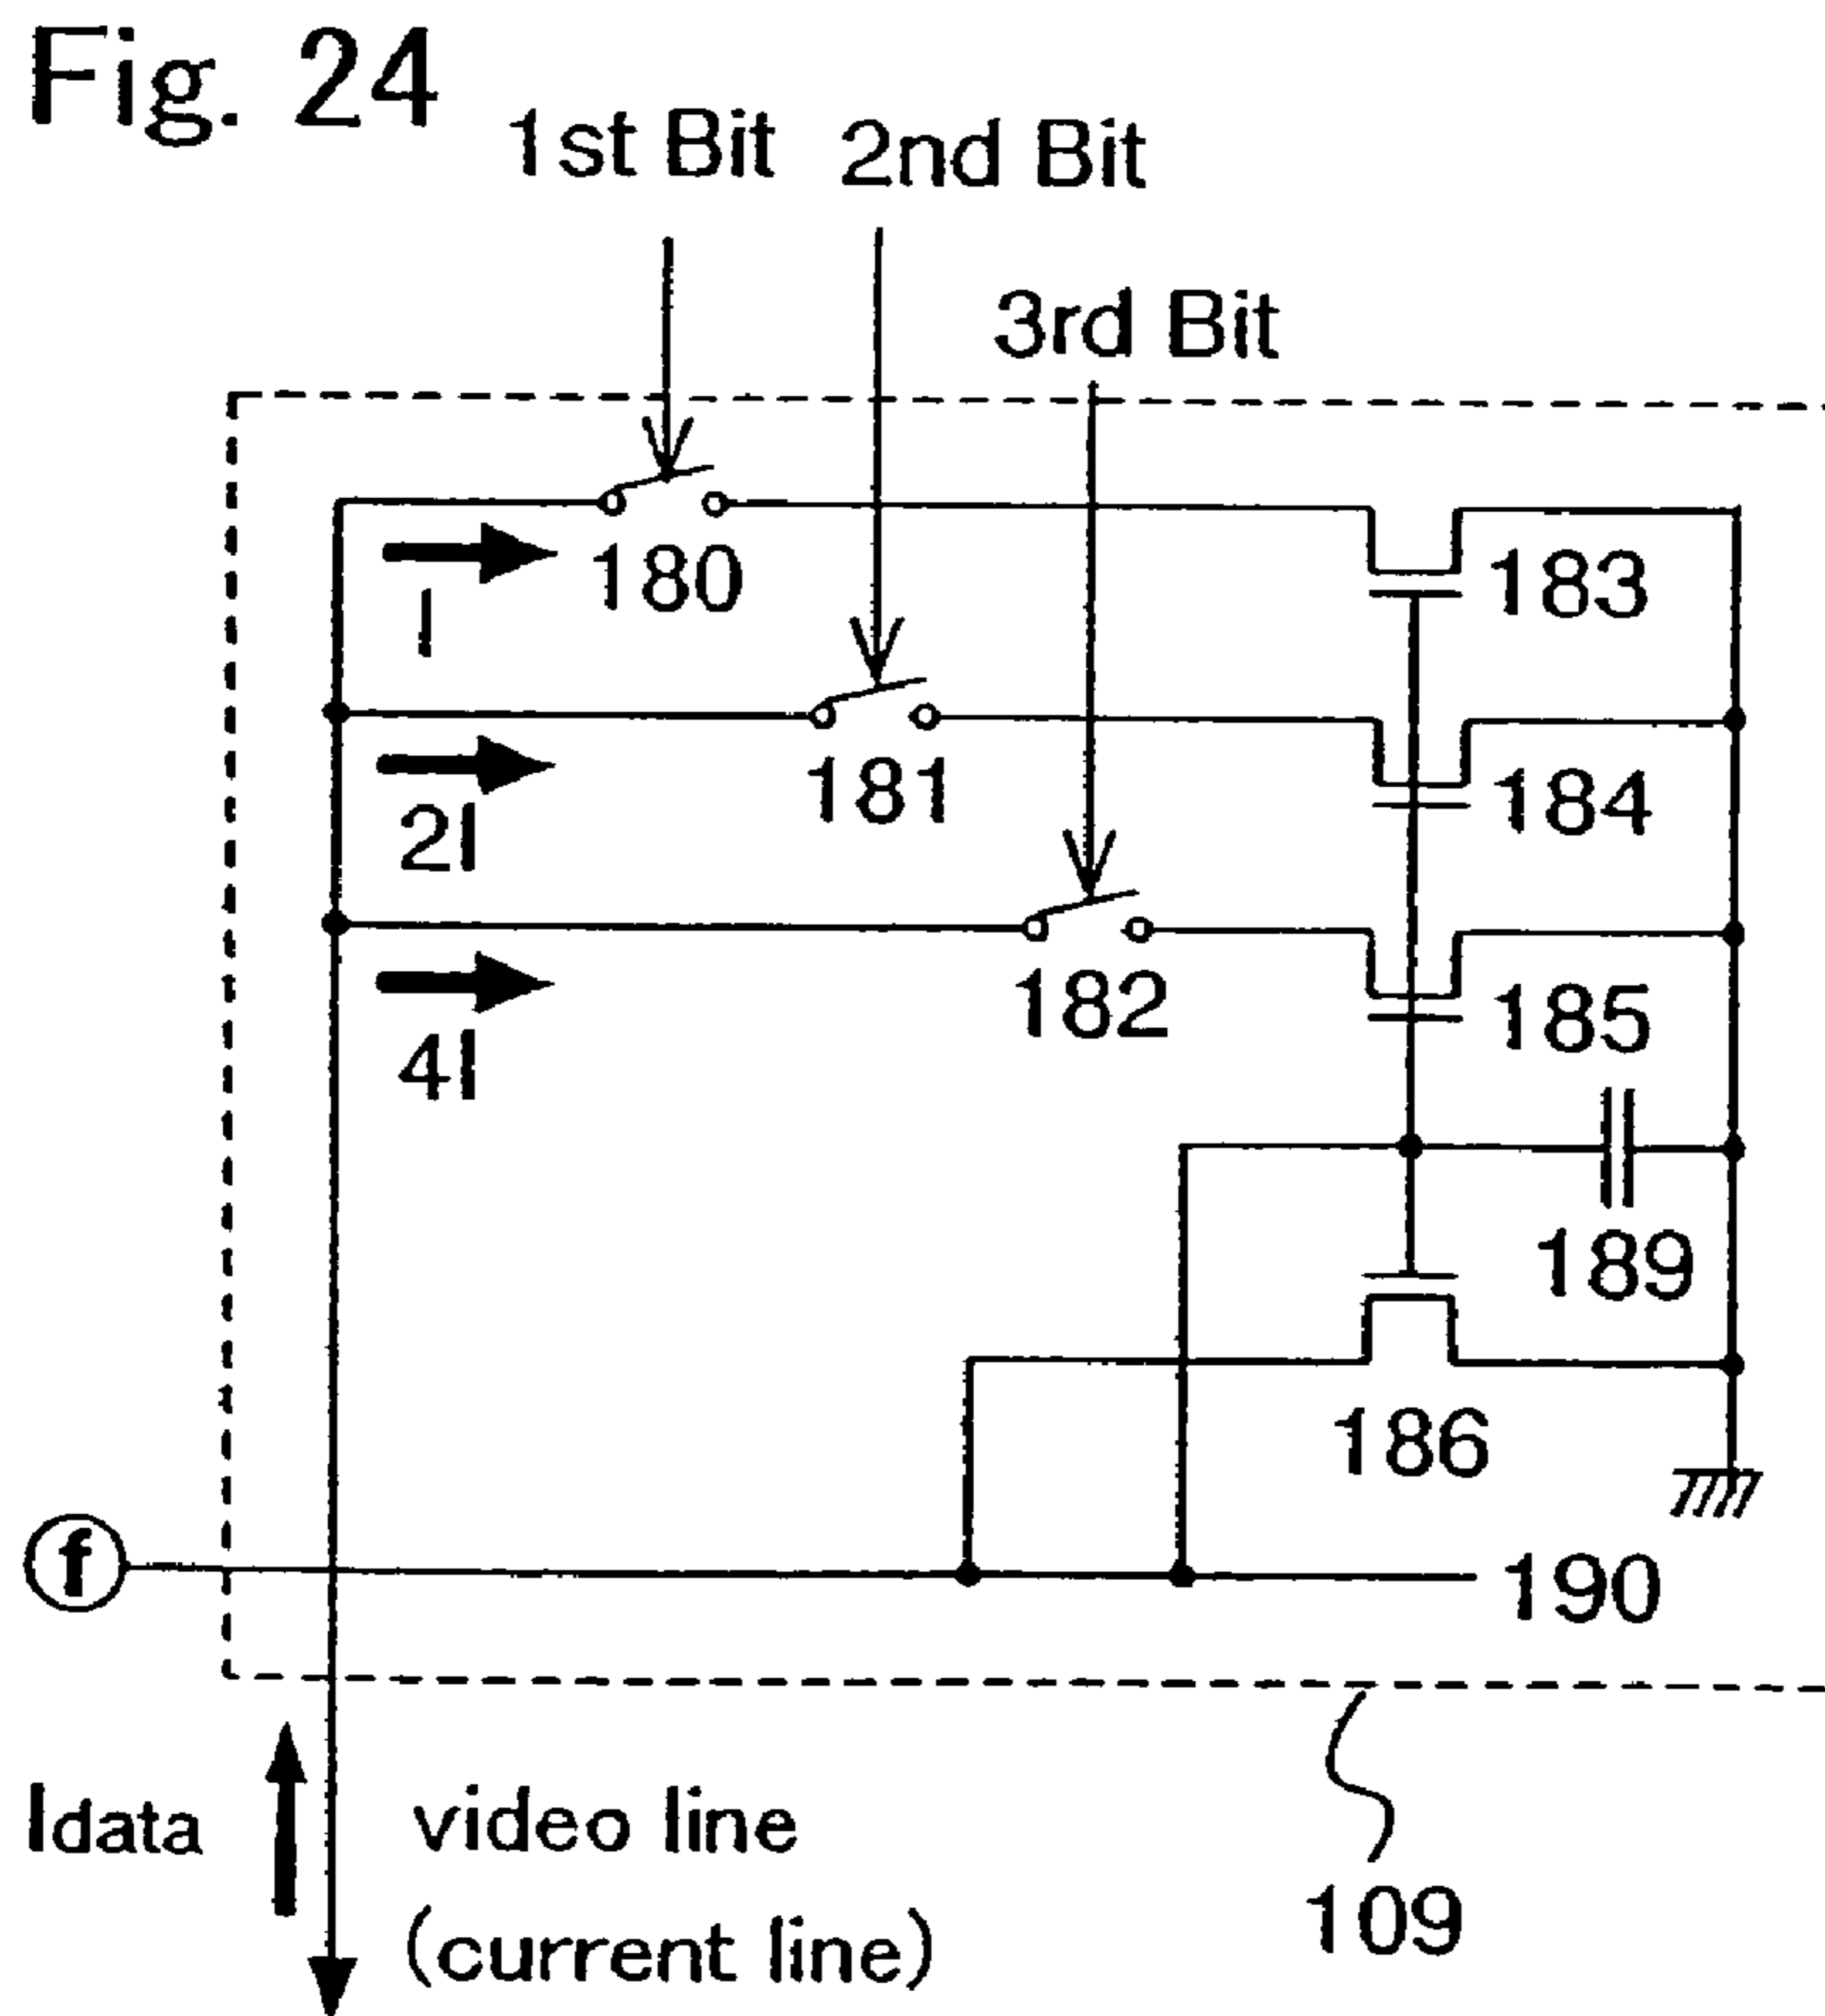 Fig. 24
1st Bit
2nd Bit
3rd Bit
180
183
I
181
184
2I
182
185
4I
189
186
f
190
Idata
video line
(current line)
109